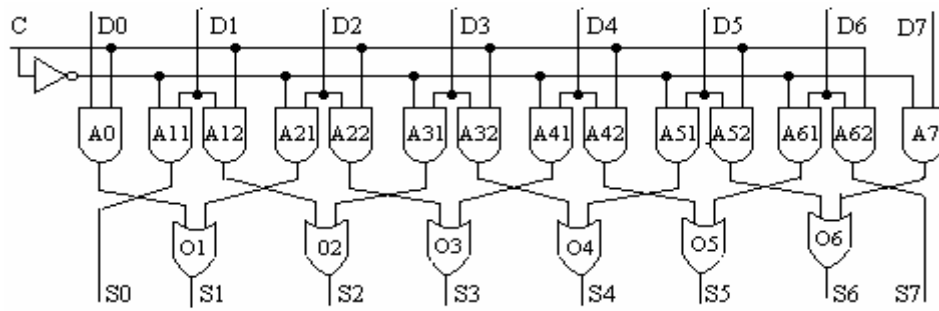 C D0 D1 D2 D3 D4 D5 D6 D7
A0 A11 A12 A21 A22 A31 A32 A41 A42 A51 A52 A61 A62 A7
O1 02 O3 O4 O5 O6
S0 S1 S2 S3 S4 S5 S6 S7